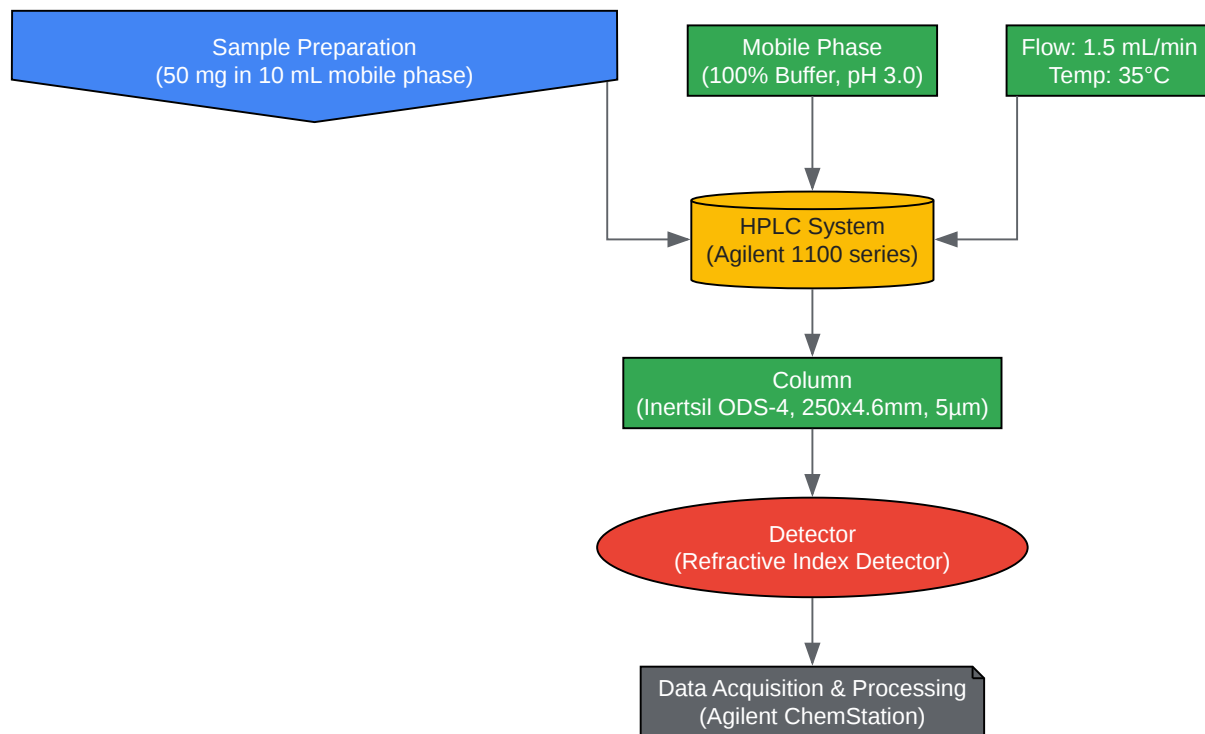 Sample Preparation
(50 mg in 10 mL mobile phase)
Mobile Phase
(100% Buffer, pH 3.0)
Flow: 1.5 mL/min
Temp: 35°C
HPLC System
(Agilent 1100 series)
Column
(Inertsil ODS-4, 250x4.6mm, 5µm)
Detector
(Refractive Index Detector)
Data Acquisition & Processing
(Agilent ChemStation)